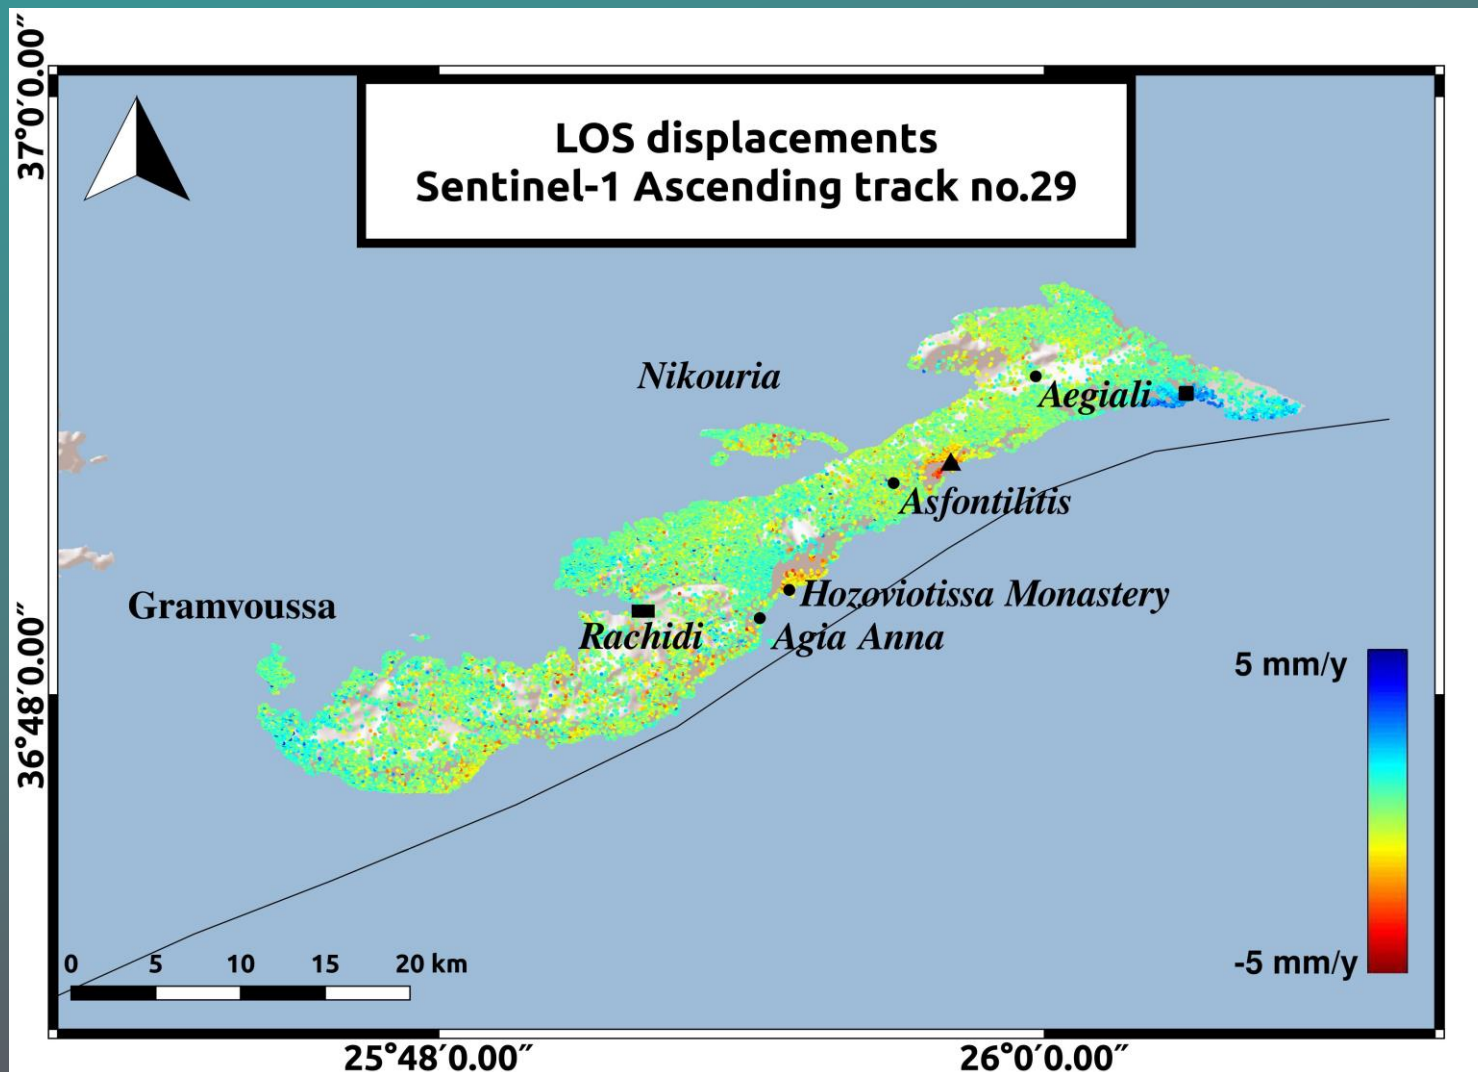 37°0′0.00″
LOS displacements
Sentinel-1 Ascending track no.29
Nikouria
Aegiali
Asfontilitis
Gramvoussa
Hozoviotissa Monastery
Rachidi
Agia Anna
36°48′0.00″
5 mm/y
-5 mm/y
0 5 10 15 20 km
25°48′0.00″ 26°0′0.00″